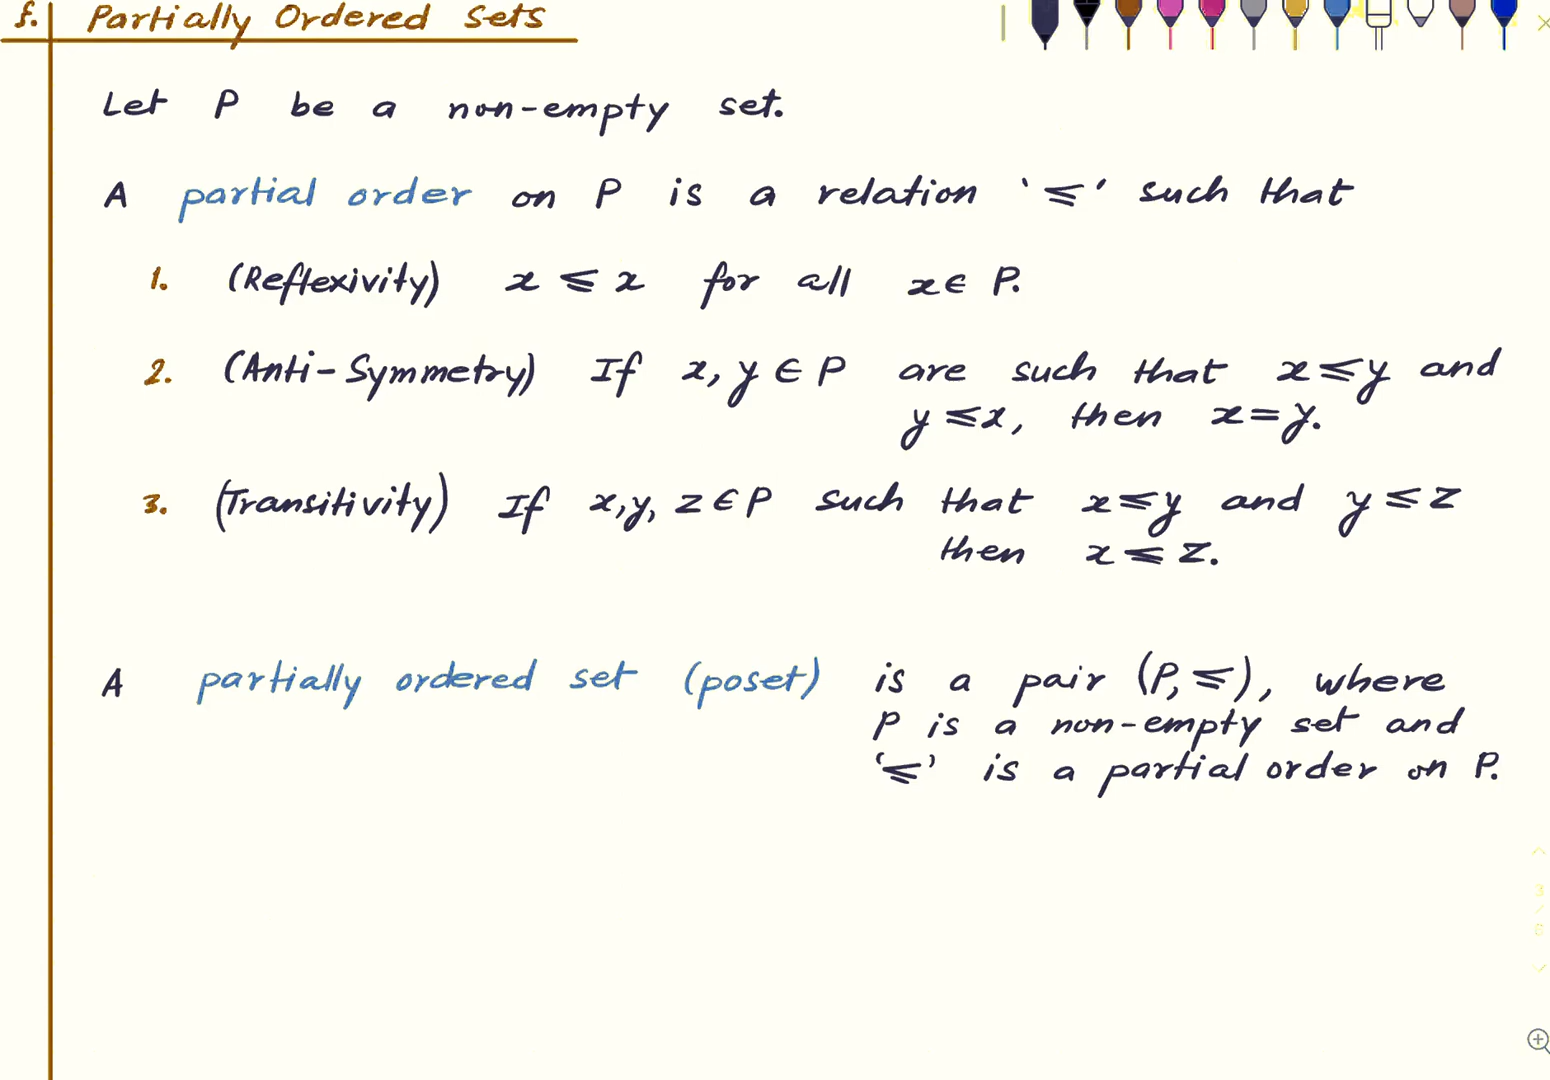 f. Partially Ordered Sets
Let P be a non-empty set.
A partial order on P is a relation '⩽' such that
1. (Reflexivity) x ⩽ x for all x ∈ P.
2. (Anti-Symmetry) If x, y ∈ P are such that x ⩽ y and
y ⩽ x, then x = y.
3. (Transitivity) If x, y, z ∈ P such that x ⩽ y and y ⩽ z
then x ⩽ z.
A partially ordered set (poset) is a pair (P, ⩽), where
P is a non-empty set and
'⩽' is a partial order on P.